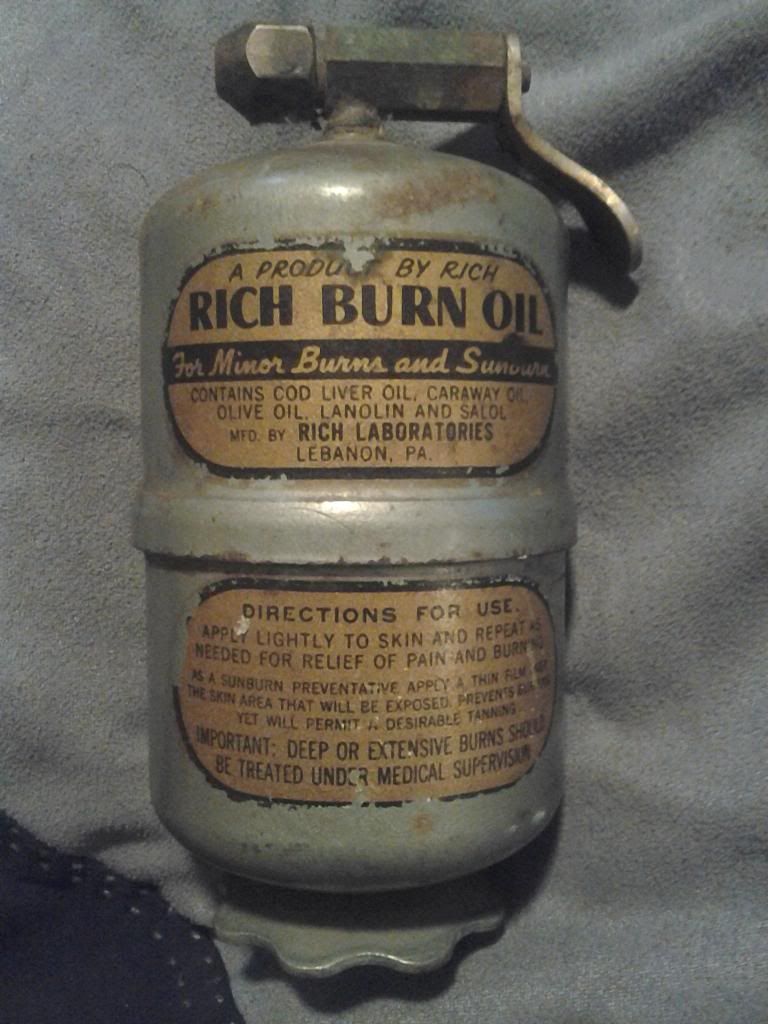 A PRODU BY RICH
RICH BURN OIL
For Minor Burns and Sunburn
CONTAINS COD LIVER OIL, CARAWAY OIL,
OLIVE OIL, LANOLIN AND SALOL
MFD. BY RICH LABORATORIES
LEBANON, PA.
DIRECTIONS FOR USE.
APPLY LIGHTLY TO SKIN AND REPEAT AS
NEEDED FOR RELIEF OF PAIN AND BURNING
AS A SUNBURN PREVENTATIVE APPLY A THIN FILM
THE SKIN AREA THAT WILL BE EXPOSED. PREVENTS
YET WILL PERMIT A DESIRABLE TANNING
IMPORTANT: DEEP OR EXTENSIVE BURNS SHOULD
BE TREATED UNDER MEDICAL SUPERVISION